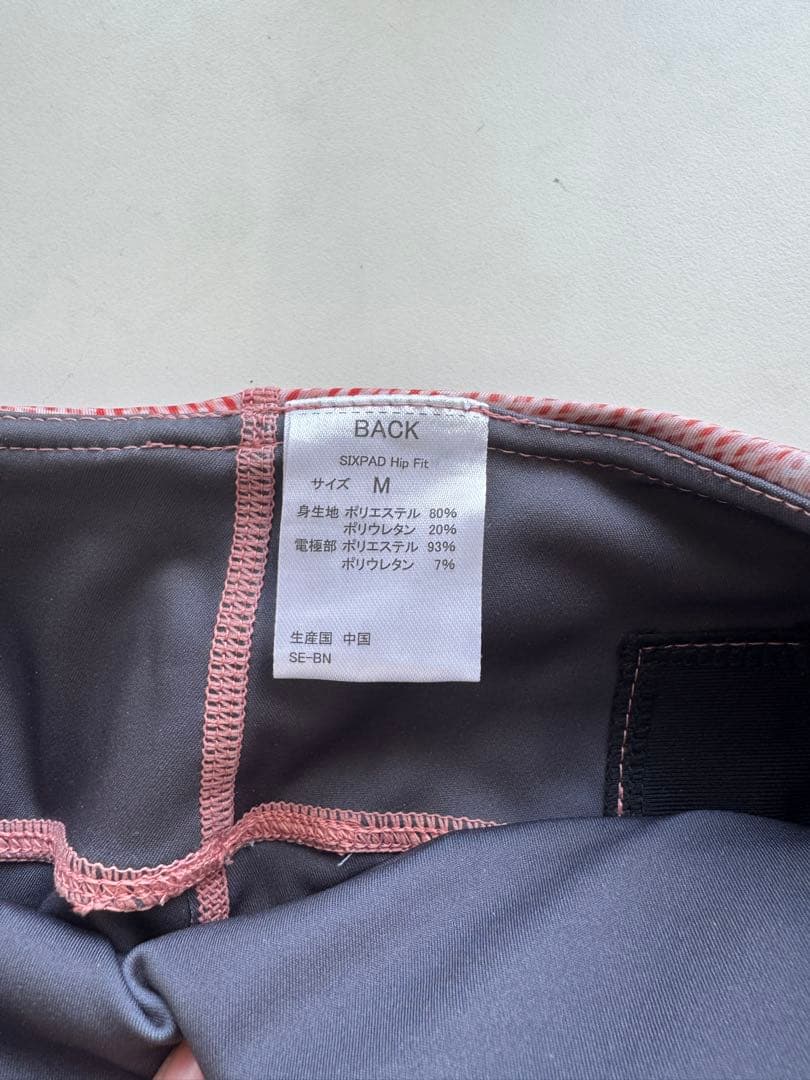 BACK
SIXPAD Hip Fit
サイズ M
身生地 ポリエステル 80%
ポリウレタン 20%
電極部 ポリエステル 93%
ポリウレタン 7%
生産国 中国
SE-BN